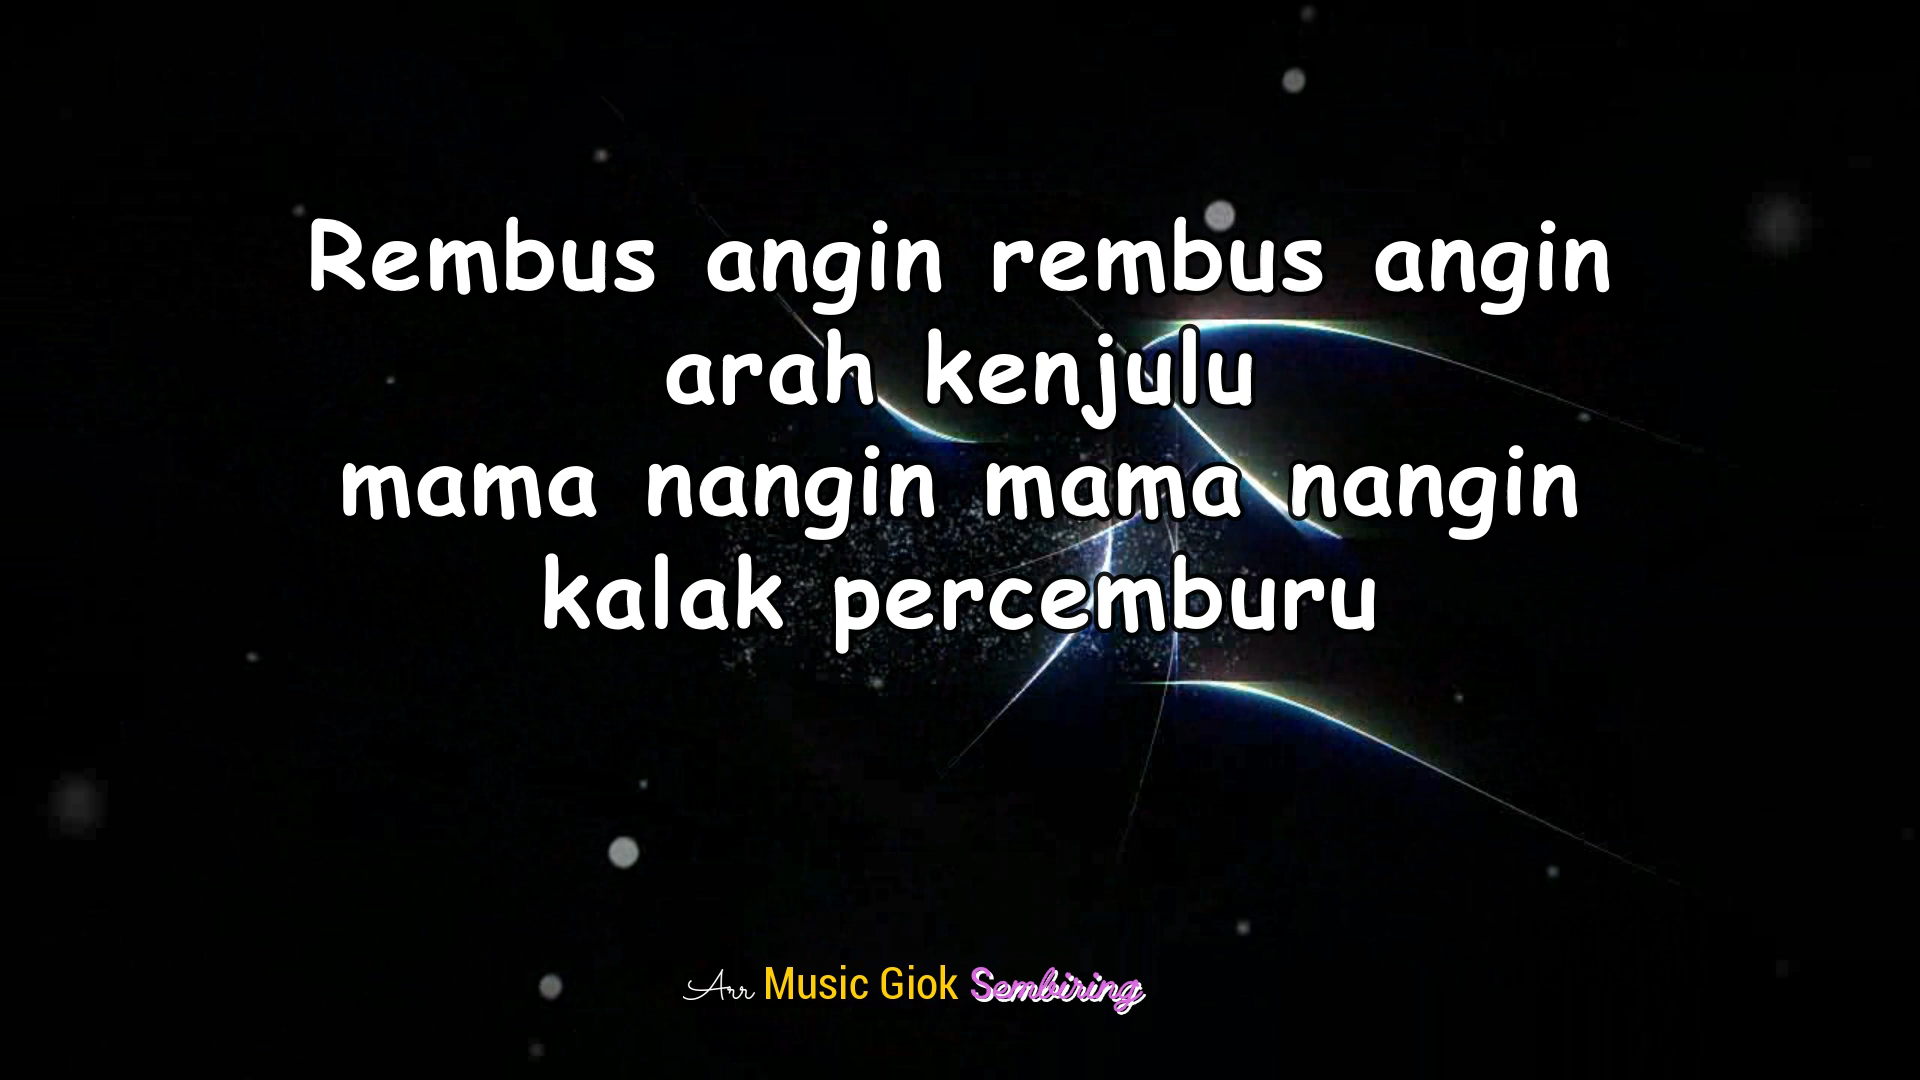 Rembus angin rembus angin
arah kenjulu
mama nangin mama nangin
kalak percemburu
Arr Music Giok Sembiring